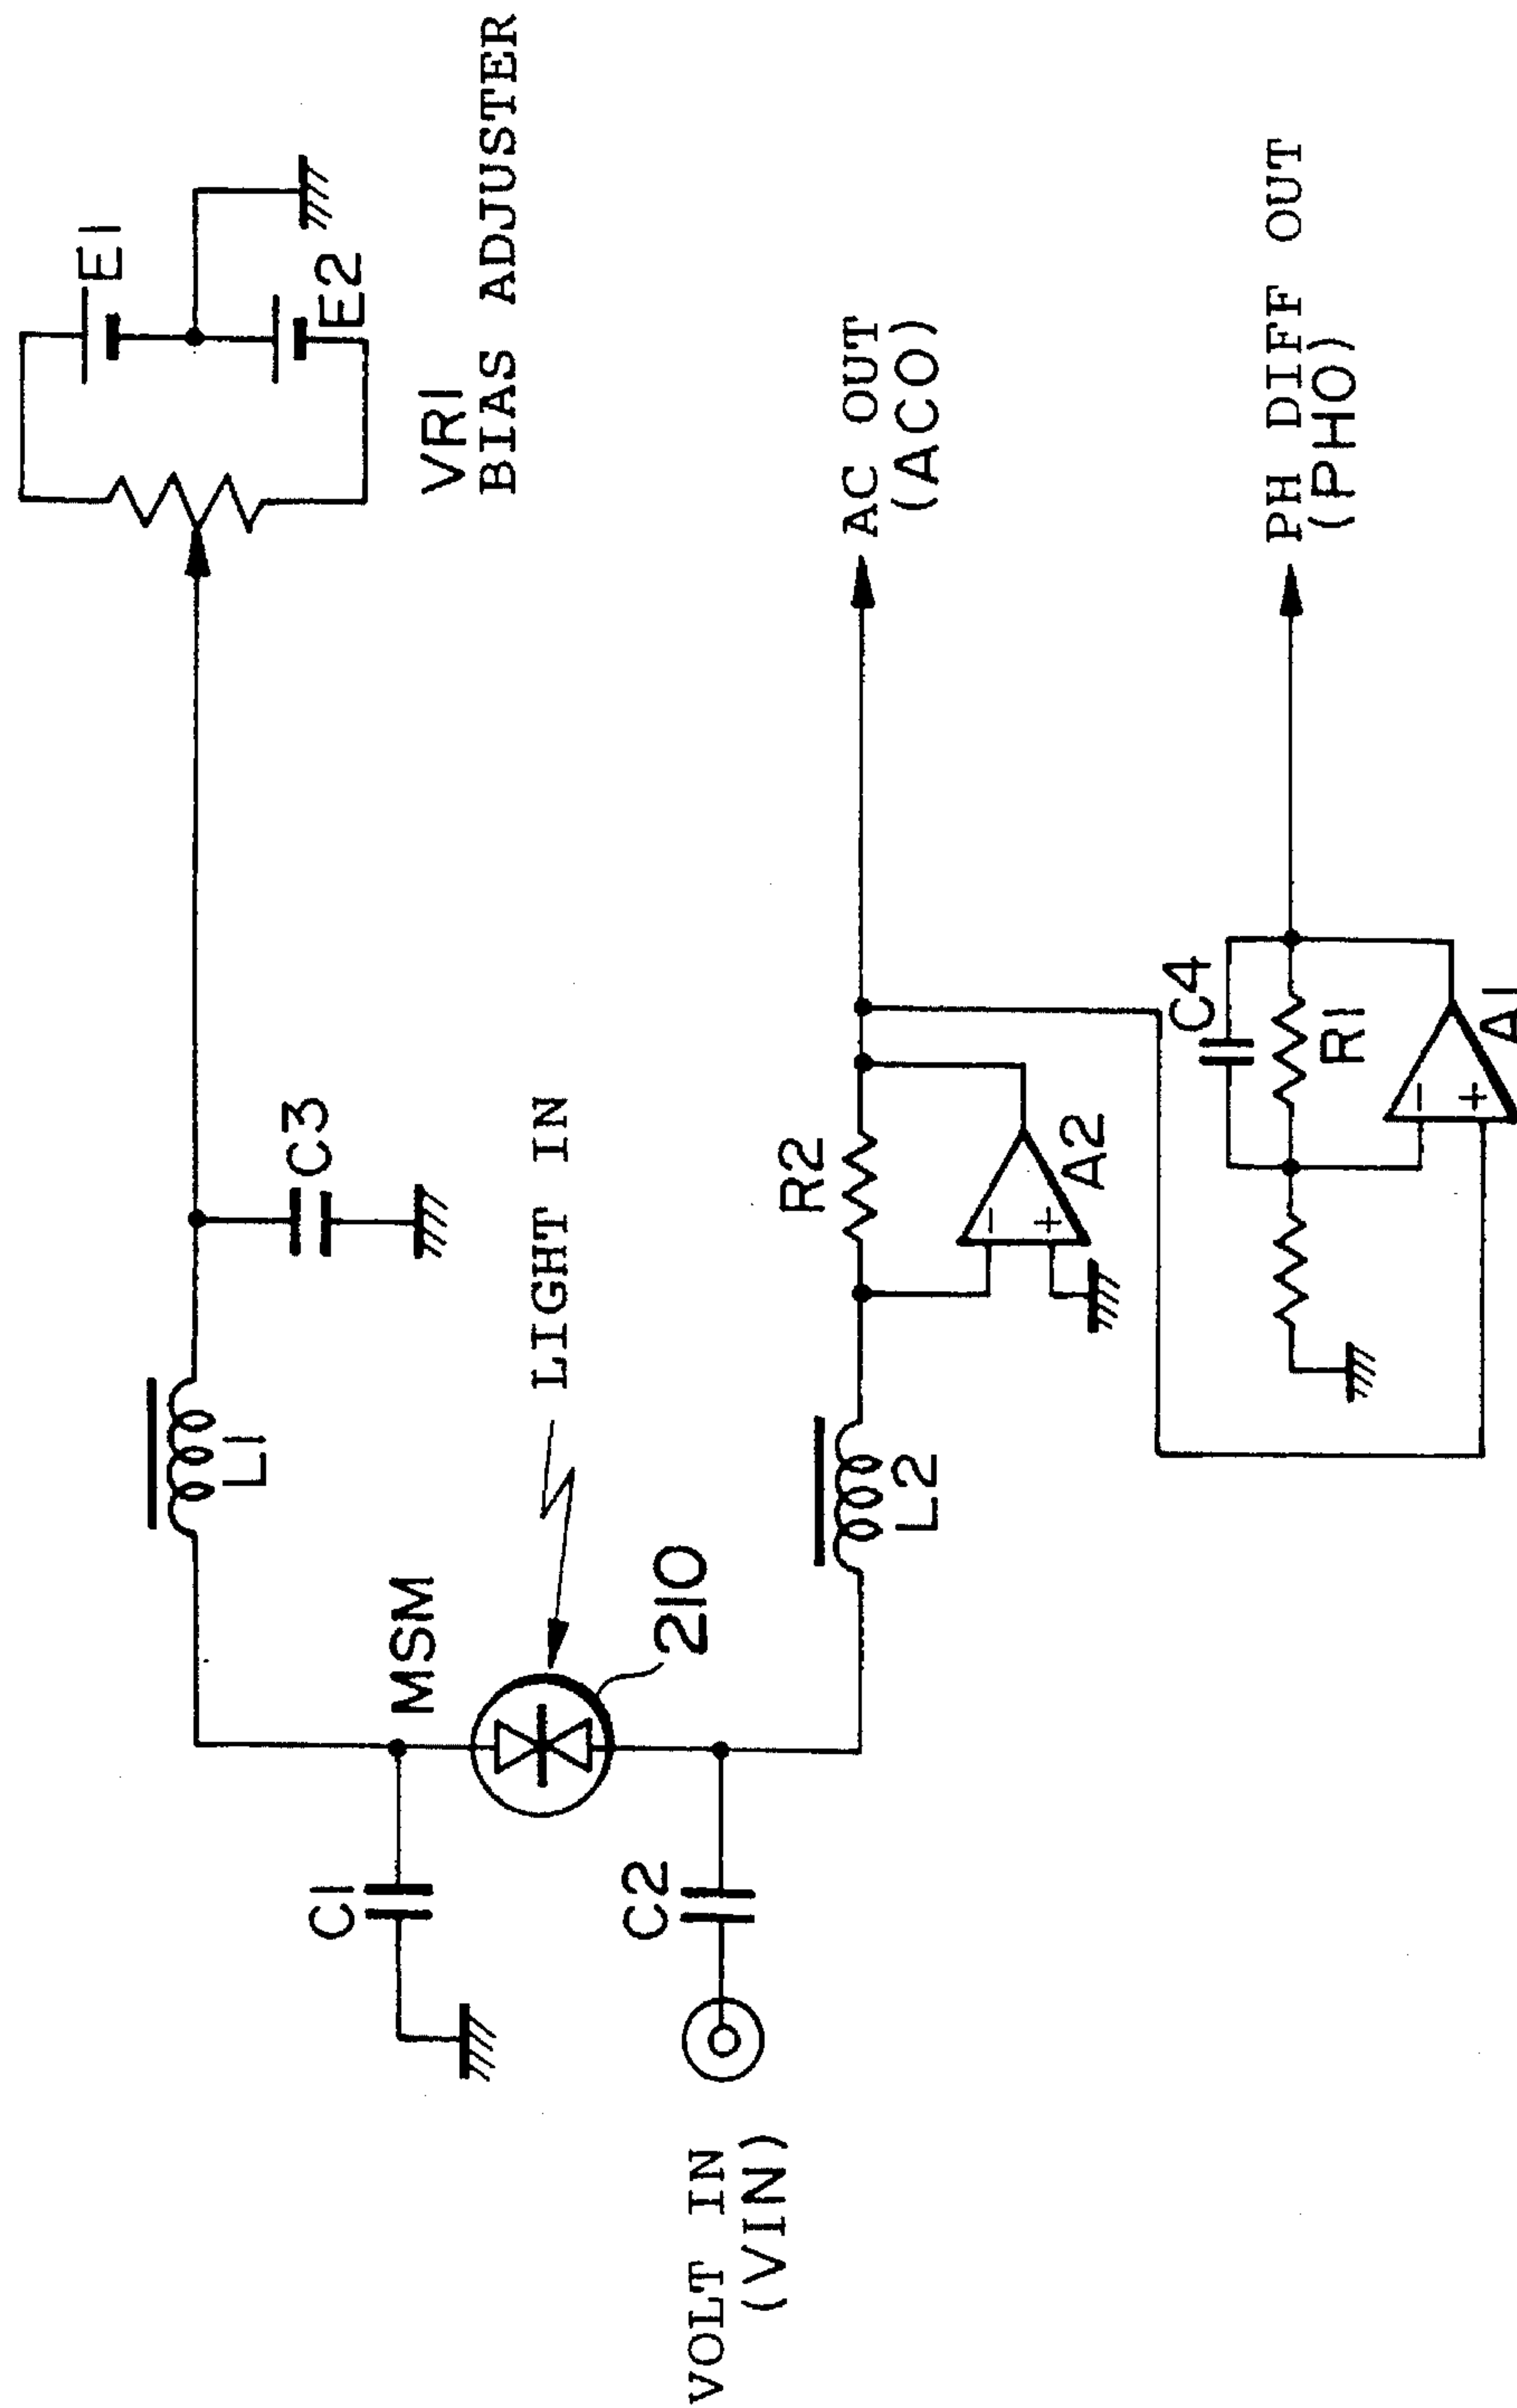 E1
E2
VR1
BIAS ADJUSTER
L1
C3
MSM
LIGHT IN
C1
210
C2
VOLT IN
(VIN)
L2
R2
-
+
A2
AC OUT
(ACO)
C4
R1
-
+
A1
PH DIFF OUT
(PHO)